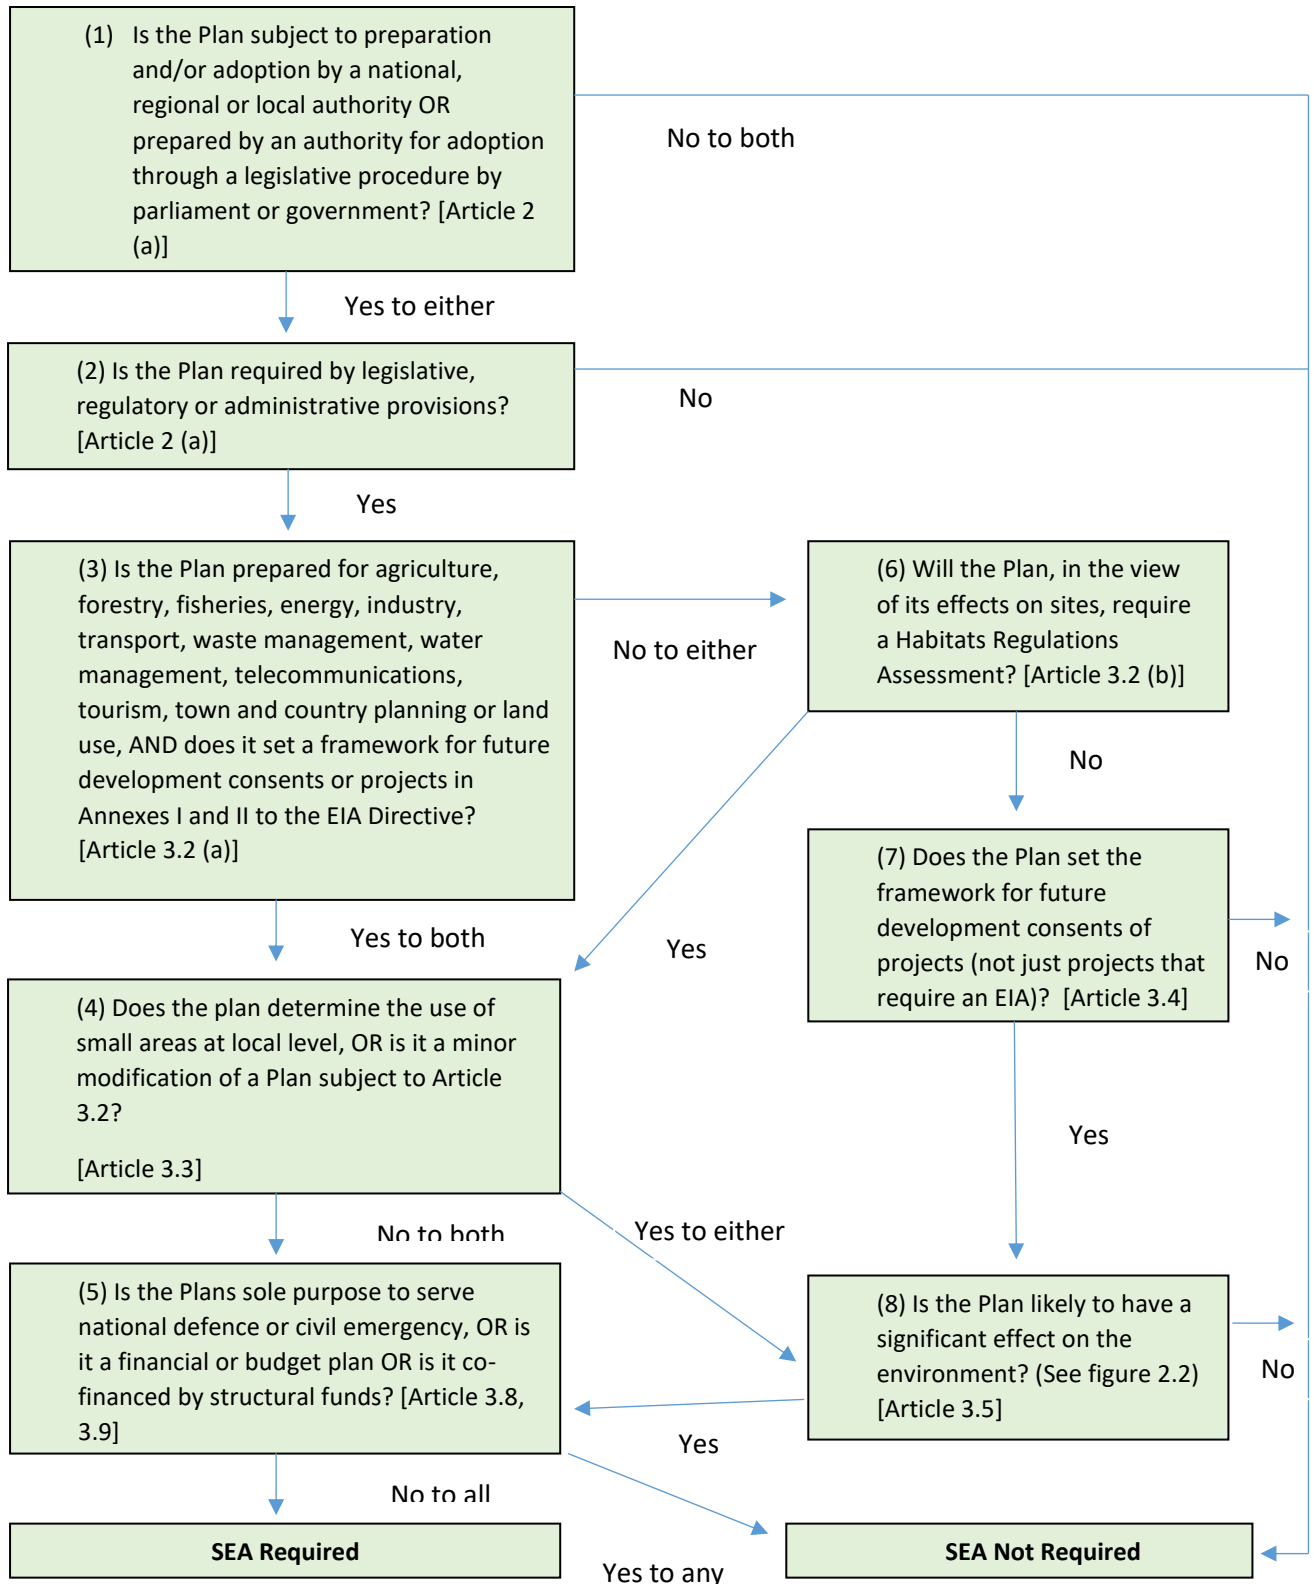 (1) Is the Plan subject to preparation
and/or adoption by a national,
regional or local authority OR
prepared by an authority for adoption
through a legislative procedure by
parliament or government? [Article 2
(a)]
No to both
Yes to either
(2) Is the Plan required by legislative,
regulatory or administrative provisions?
[Article 2 (a)]
No
Yes
(3) Is the Plan prepared for agriculture,
forestry, fisheries, energy, industry,
transport, waste management, water
management, telecommunications,
tourism, town and country planning or land
use, AND does it set a framework for future
development consents or projects in
Annexes I and II to the EIA Directive?
[Article 3.2 (a)]
No to either
(6) Will the Plan, in the view
of its effects on sites, require
a Habitats Regulations
Assessment? [Article 3.2 (b)]
No
Yes to both
Yes
(7) Does the Plan set the
framework for future
development consents of
projects (not just projects that
require an EIA)? [Article 3.4]
No
(4) Does the plan determine the use of
small areas at local level, OR is it a minor
modification of a Plan subject to Article
3.2?
[Article 3.3]
Yes
No to both
Yes to either
(5) Is the Plans sole purpose to serve
national defence or civil emergency, OR is
it a financial or budget plan OR is it co-
financed by structural funds? [Article 3.8,
3.9]
(8) Is the Plan likely to have a
significant effect on the
environment? (See figure 2.2)
[Article 3.5]
No
Yes
No to all
SEA Required
Yes to any
SEA Not Required